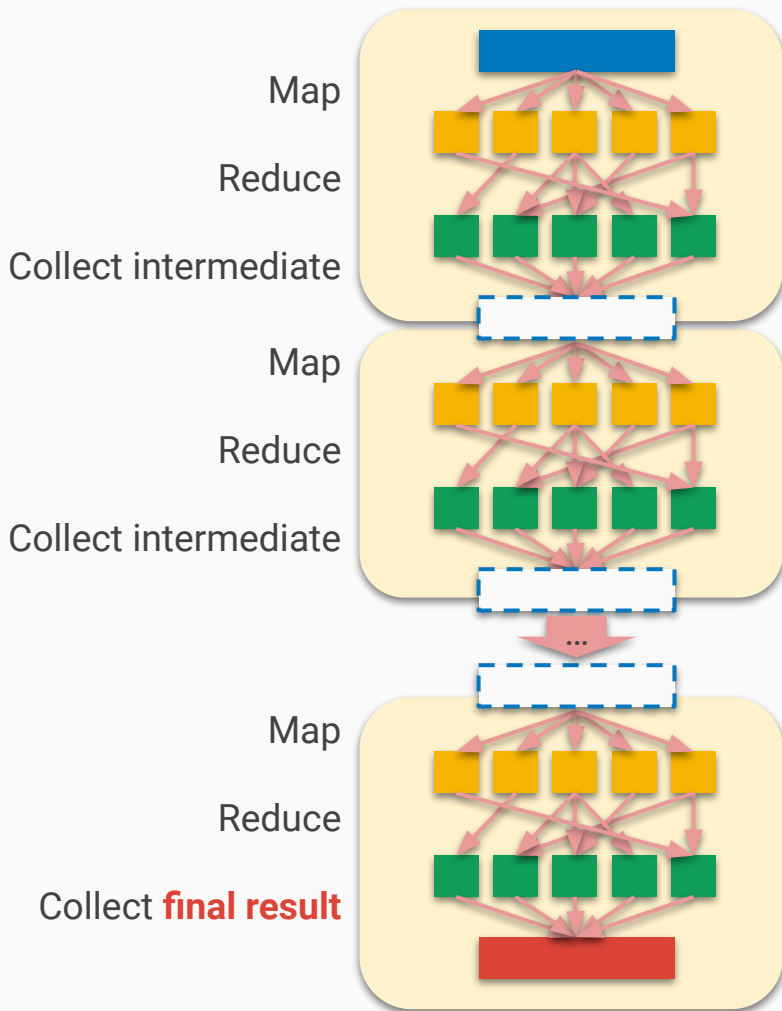 Map
Reduce
Collect intermediate
Map
Reduce
Collect intermediate
...
Map
Reduce
Collect final result